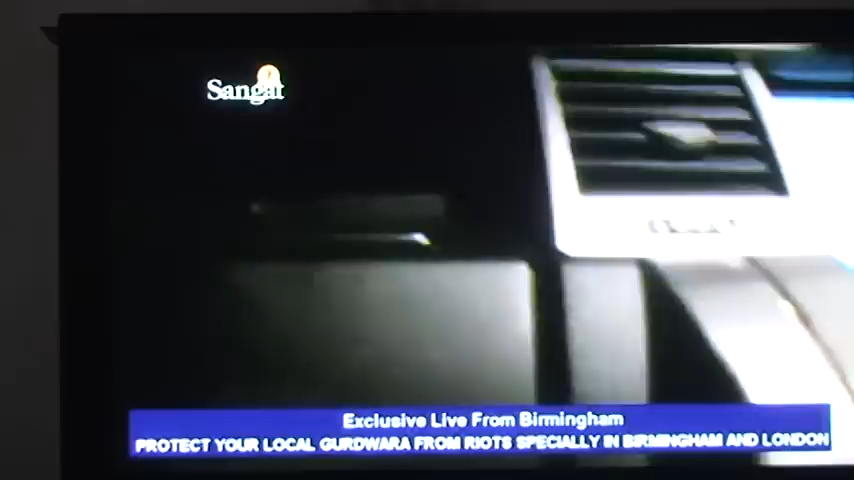 Sangat
Exclusive Live From Birmingham
PROTECT YOUR LOCAL GURDWARA FROM RIOTS SPECIALLY IN BIRMINGHAM AND LONDON